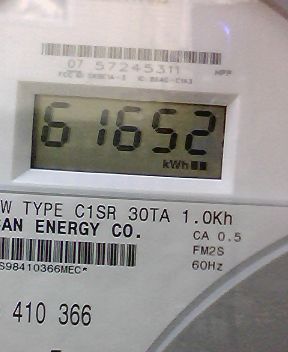 07 57245311
61652
kWh
W TYPE C1SR 30TA 1.0Kh
CAN ENERGY CO.
CA 0.5
FM2S
S98410366MEC*
60Hz
410 366